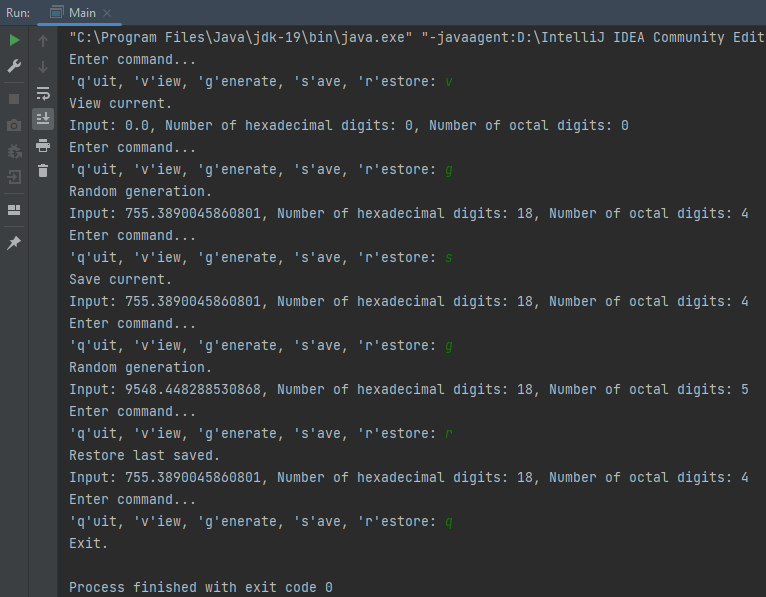 Run: Main ×
"C:\Program Files\Java\jdk-19\bin\java.exe" "-javaagent:D:\IntelliJ IDEA Community Edit
Enter command...
'q'uit, 'v'iew, 'g'enerate, 's'ave, 'r'estore: v
View current.
Input: 0.0, Number of hexadecimal digits: 0, Number of octal digits: 0
Enter command...
'q'uit, 'v'iew, 'g'enerate, 's'ave, 'r'estore: g
Random generation.
Input: 755.3890045860801, Number of hexadecimal digits: 18, Number of octal digits: 4
Enter command...
'q'uit, 'v'iew, 'g'enerate, 's'ave, 'r'estore: s
Save current.
Input: 755.3890045860801, Number of hexadecimal digits: 18, Number of octal digits: 4
Enter command...
'q'uit, 'v'iew, 'g'enerate, 's'ave, 'r'estore: g
Random generation.
Input: 9548.448288530868, Number of hexadecimal digits: 18, Number of octal digits: 5
Enter command...
'q'uit, 'v'iew, 'g'enerate, 's'ave, 'r'estore: r
Restore last saved.
Input: 755.3890045860801, Number of hexadecimal digits: 18, Number of octal digits: 4
Enter command...
'q'uit, 'v'iew, 'g'enerate, 's'ave, 'r'estore: q
Exit.
Process finished with exit code 0